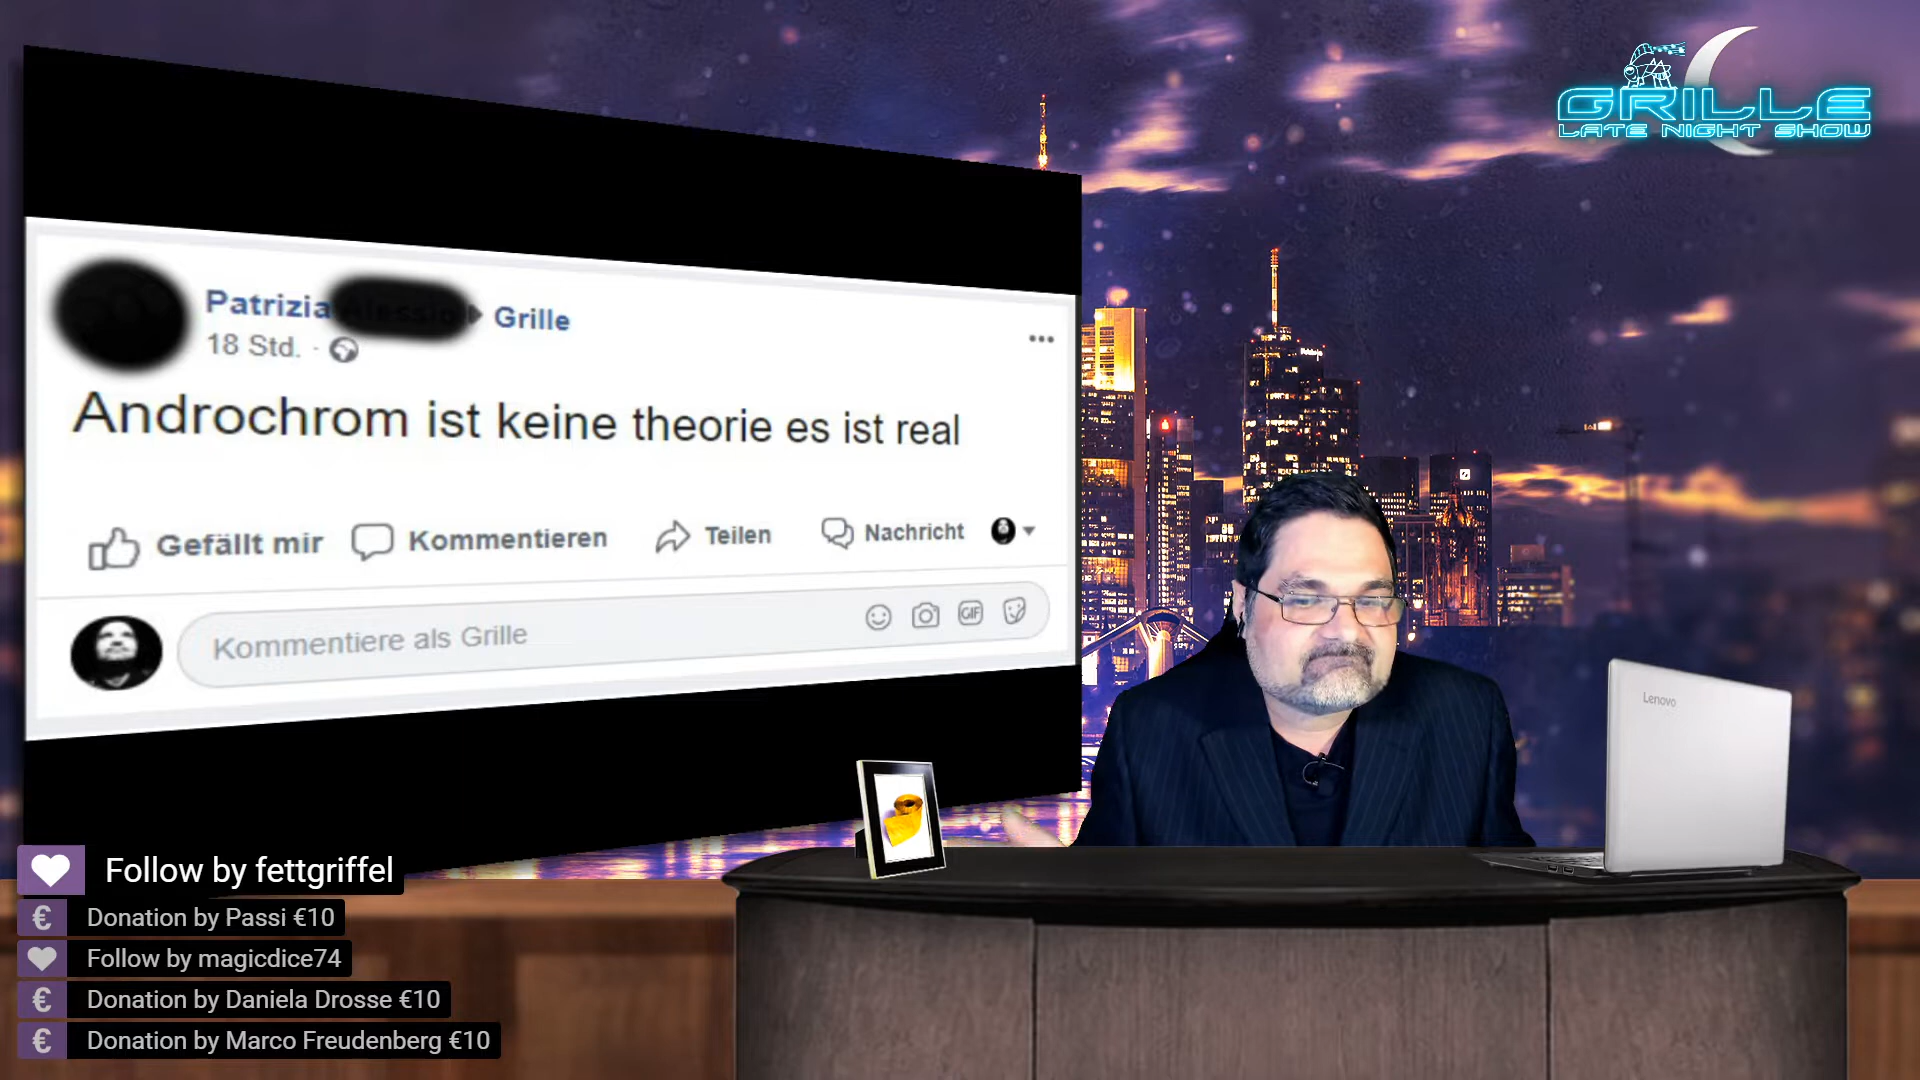 GRILLE
LATE NIGHT SHOW
Patrizia Grille
18 Std.
Androchrom ist keine theorie es ist real
Gefällt mir Kommentieren Teilen Nachricht
Kommentiere als Grille
GIF
Lenovo
Follow by fettgriffel
€ Donation by Passi €10
Follow by magicdice74
€ Donation by Daniela Drosse €10
€ Donation by Marco Freudenberg €10